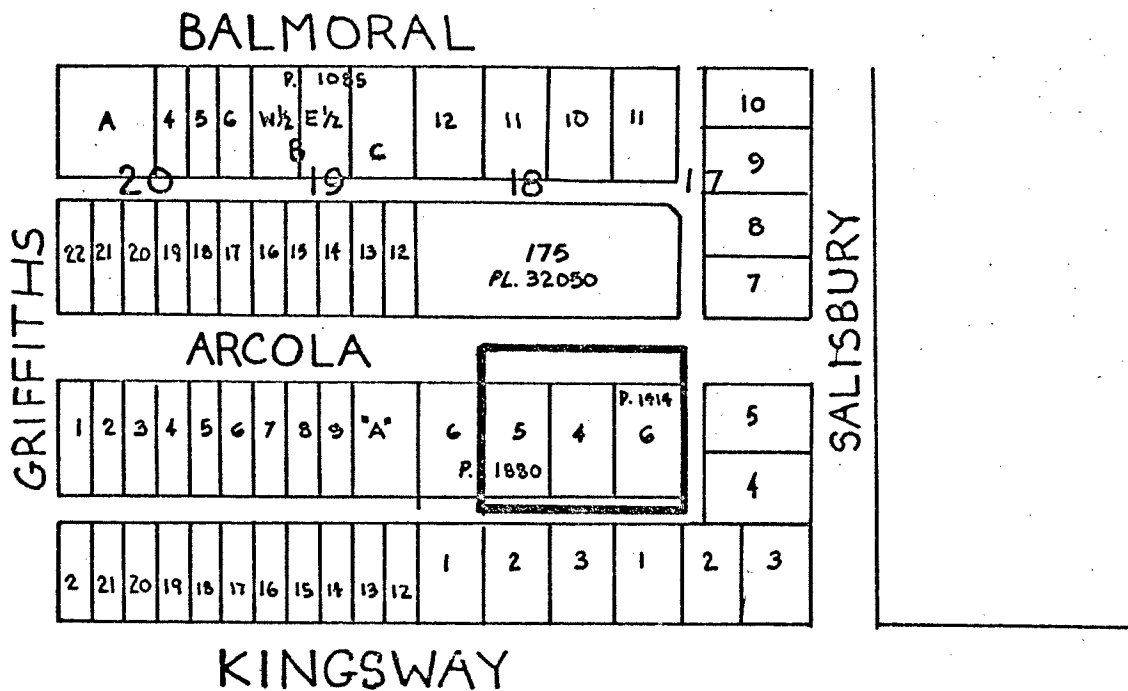 BALMORAL
P. 1085
A 4 5 6 W½ E½ 12 11 10 11 10
B C 9
20 19 18 17
GRIFFITHS
22 21 20 19 18 17 16 15 14 13 12 175 8
PL. 32050 7
SALISBURY
ARCOLA
P. 1414
1 2 3 4 5 6 7 8 9 "A" 6 5 4 6 5
P. 1880 4
2 21 20 19 18 17 16 15 14 13 12 1 2 3 1 2 3
KINGSWAY